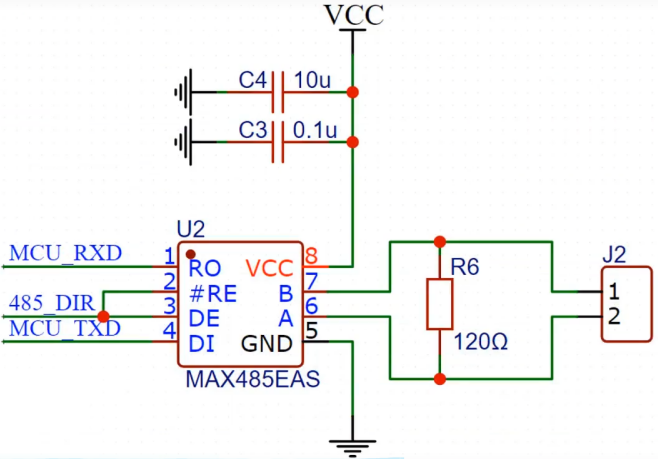 VCC
C4 10u
C3 0.1u
U2
MCU_RXD 1 RO VCC 8
2 #RE B 7
485_DIR 3 DE A 6
MCU_TXD 4 DI GND 5
MAX485EAS
R6
120Ω
J2
1
2